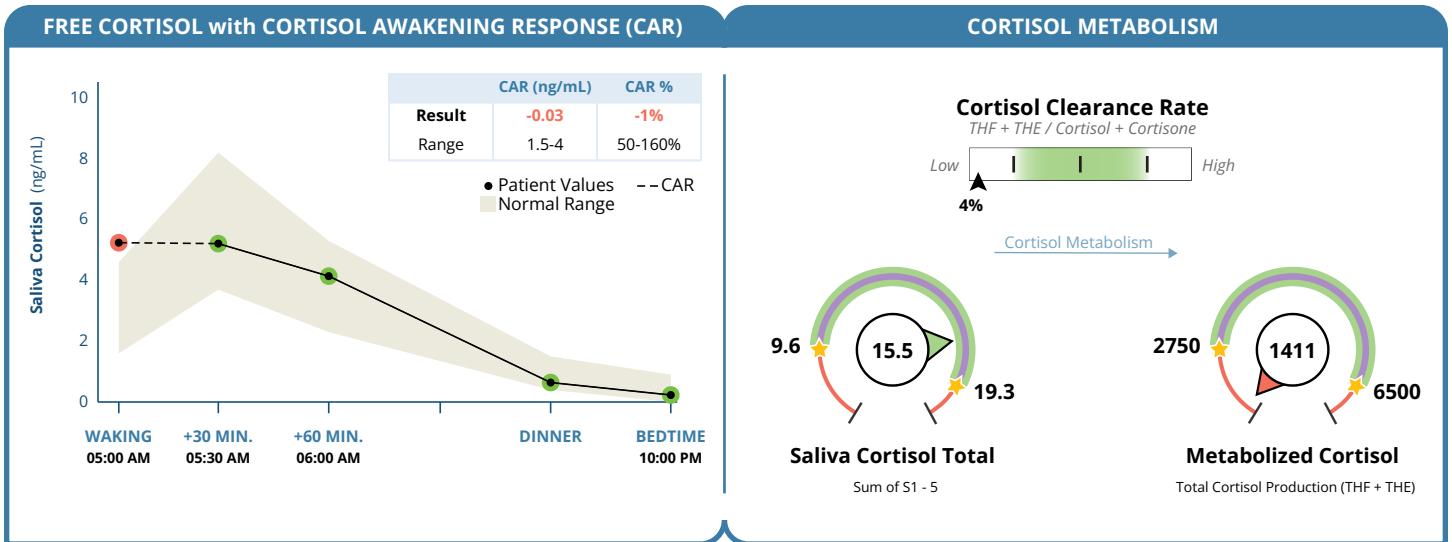 FREE CORTISOL with CORTISOL AWAKENING RESPONSE (CAR)
Saliva Cortisol (ng/mL)
10
8
6
4
2
0
CAR (ng/mL) CAR %
Result -0.03 -1%
Range 1.5-4 50-160%
Patient Values CAR
Normal Range
WAKING +30 MIN. +60 MIN. DINNER BEDTIME
05:00 AM 05:30 AM 06:00 AM 10:00 PM
CORTISOL METABOLISM
Cortisol Clearance Rate
THF + THE / Cortisol + Cortisone
Low High
4%
Cortisol Metabolism
9.6 15.5 19.3
Saliva Cortisol Total
Sum of S1 - 5
2750 1411 6500
Metabolized Cortisol
Total Cortisol Production (THF + THE)